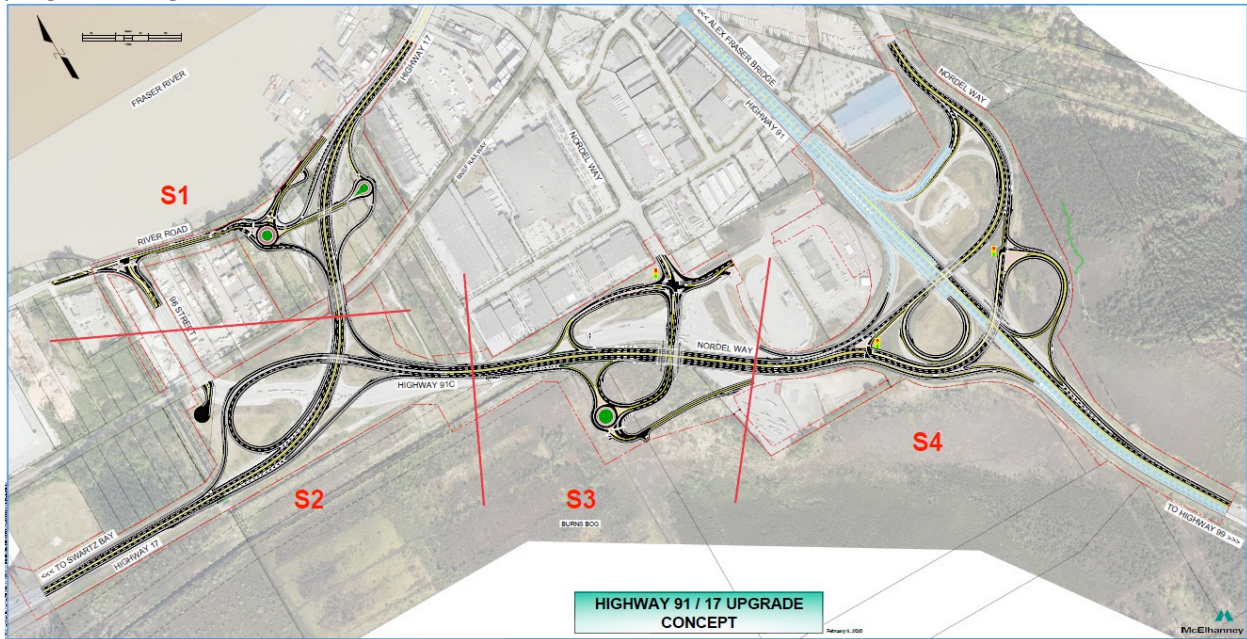 FRASER RIVER
HIGHWAY 17
<<< ALEX FRASER BRIDGE
HIGHWAY 91
NORDEL WAY
NORDEL WAY
BNSF RAILWAY
S1
RIVER ROAD
96 STREET
NORDEL WAY
HIGHWAY 91C
S4
S2
S3
BURNS BOG
<<< TO SWARTZ BAY
HIGHWAY 17
TO HIGHWAY 99 >>>
HIGHWAY 91 / 17 UPGRADE
CONCEPT
McElhanney